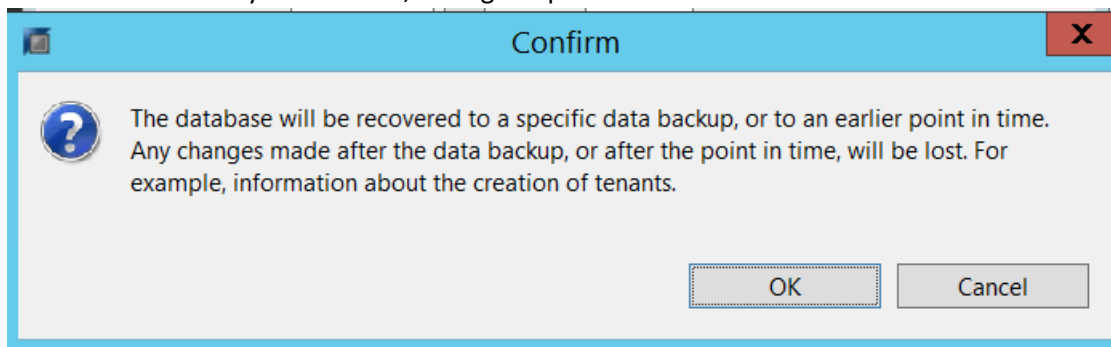 Confirm
X
The database will be recovered to a specific data backup, or to an earlier point in time.
Any changes made after the data backup, or after the point in time, will be lost. For
example, information about the creation of tenants.
OK
Cancel